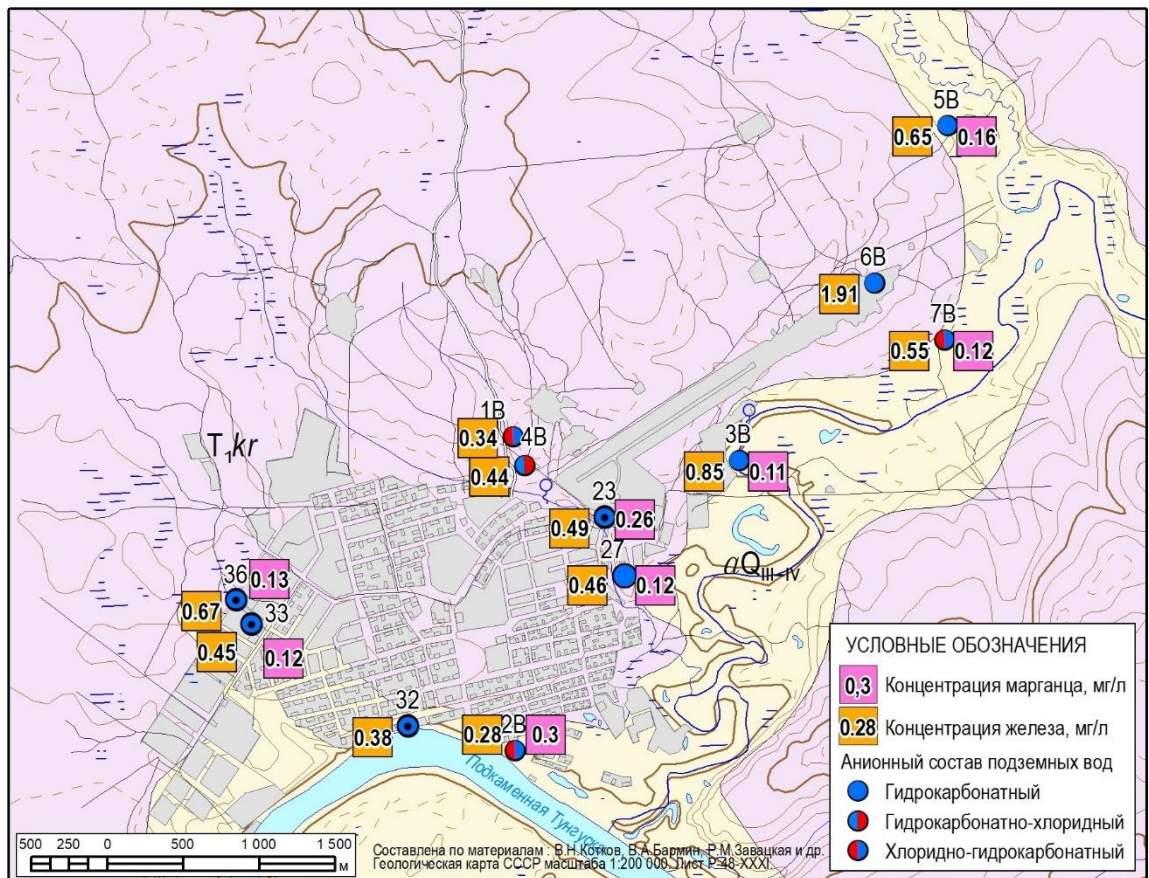 5В
0.65
0.16
6В
1.91
7В
0.55
0.12
1В
0.34
4В
0.44
3В
0.85
0.11
T₁kr
23
0.49
0.26
27
0.46
0.12
aQIII-IV
36
0.13
0.67
33
0.45
0.12
32
0.38
2В
0.28
0.3
Подкаменная Тунгуска
УСЛОВНЫЕ ОБОЗНАЧЕНИЯ
0,3 Концентрация марганца, мг/л
0.28 Концентрация железа, мг/л
Анионный состав подземных вод
Гидрокарбонатный
Гидрокарбонатно-хлоридный
Хлоридно-гидрокарбонатный
500 250 0 500 1 000 1 500
м
Составлена по материалам : В.Н.Котков, В.А.Бармин, Р.М.Завацкая и др.
Геологическая карта СССР масштаба 1:200 000. Лист Р-48-XXXI.